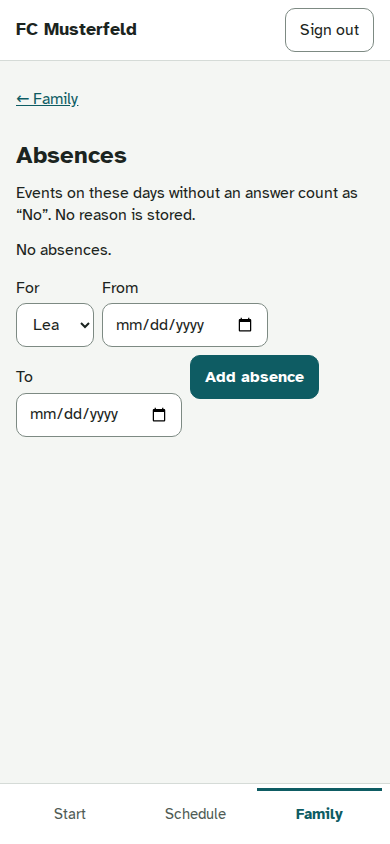 FC Musterfeld
Sign out
← Family
Absences
Events on these days without an answer count as
“No”. No reason is stored.
No absences.
For
From
Lea
mm/dd/yyyy
To
Add absence
mm/dd/yyyy
Start
Schedule
Family